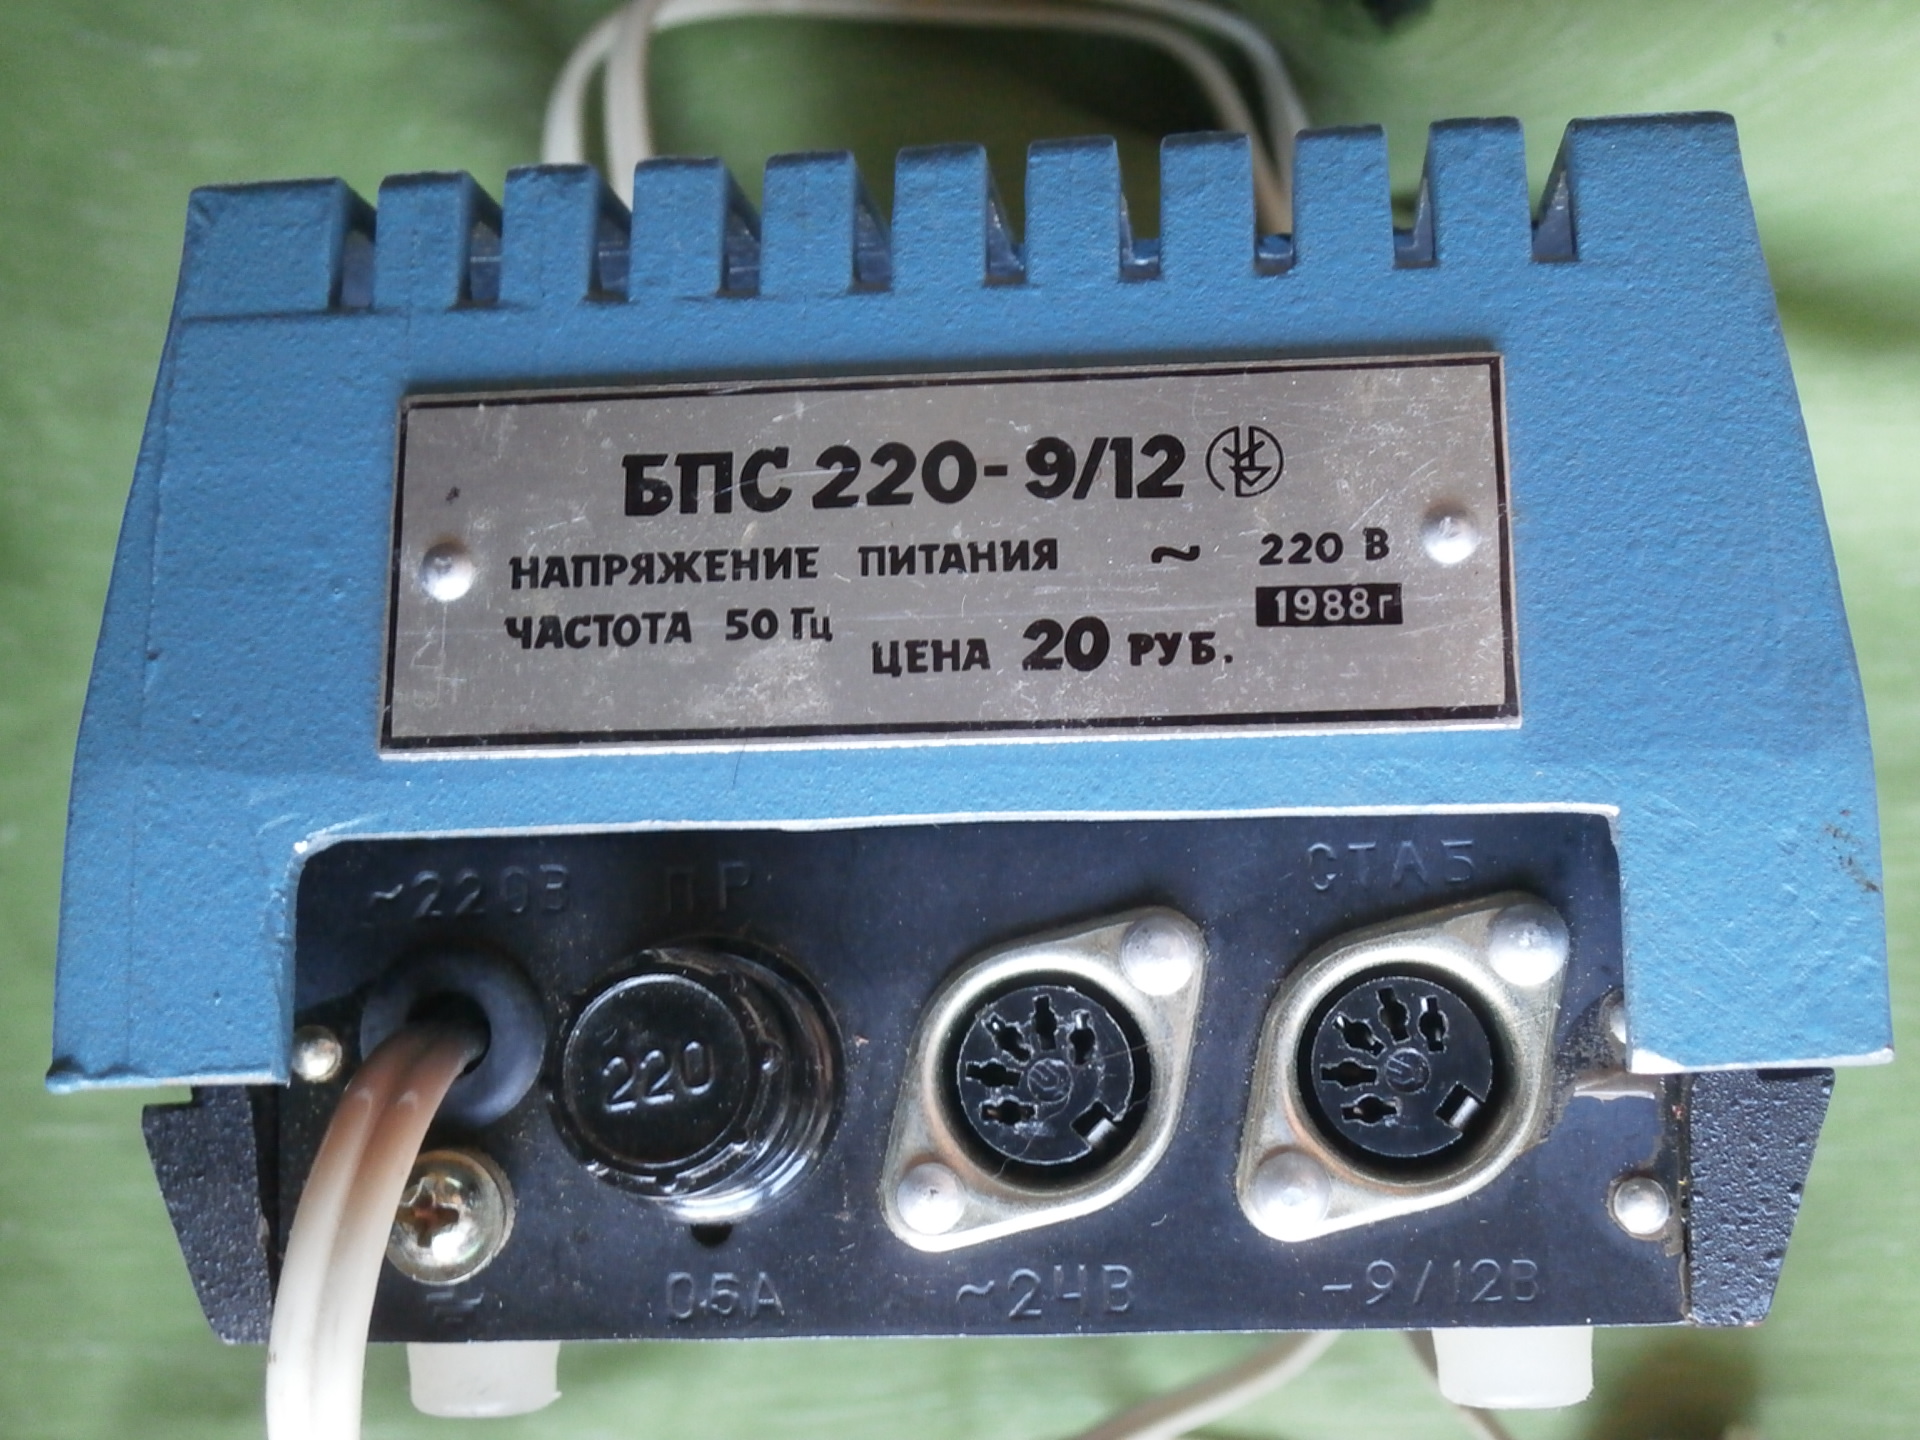 БПС 220-9/12
НАПРЯЖЕНИЕ ПИТАНИЯ ~ 220 В
ЧАСТОТА 50 Гц
1988г
ЦЕНА 20 РУБ.
~220В ПР СТАБ
220
0.5А ~24В -9/12В